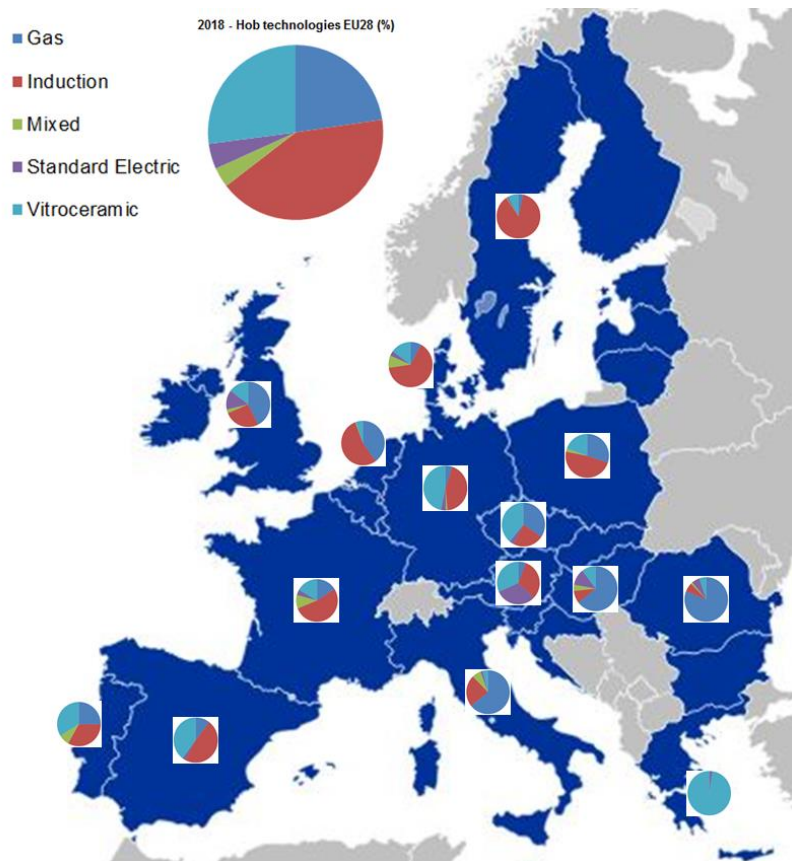 2018 - Hob technologies EU28 (%)
Gas
Induction
Mixed
Standard Electric
Vitroceramic